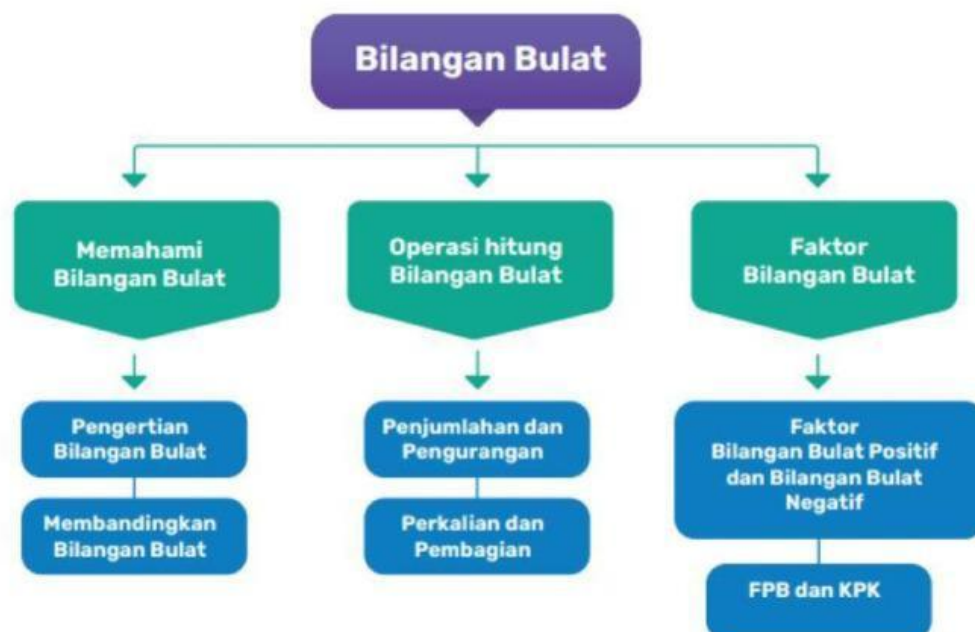 Bilangan Bulat
Memahami
Bilangan Bulat
Operasi hitung
Bilangan Bulat
Faktor
Bilangan Bulat
Pengertian
Bilangan Bulat
Membandingkan
Bilangan Bulat
Penjumlahan dan
Pengurangan
Perkalian dan
Pembagian
Faktor
Bilangan Bulat Positif
dan Bilangan Bulat
Negatif
FPB dan KPK